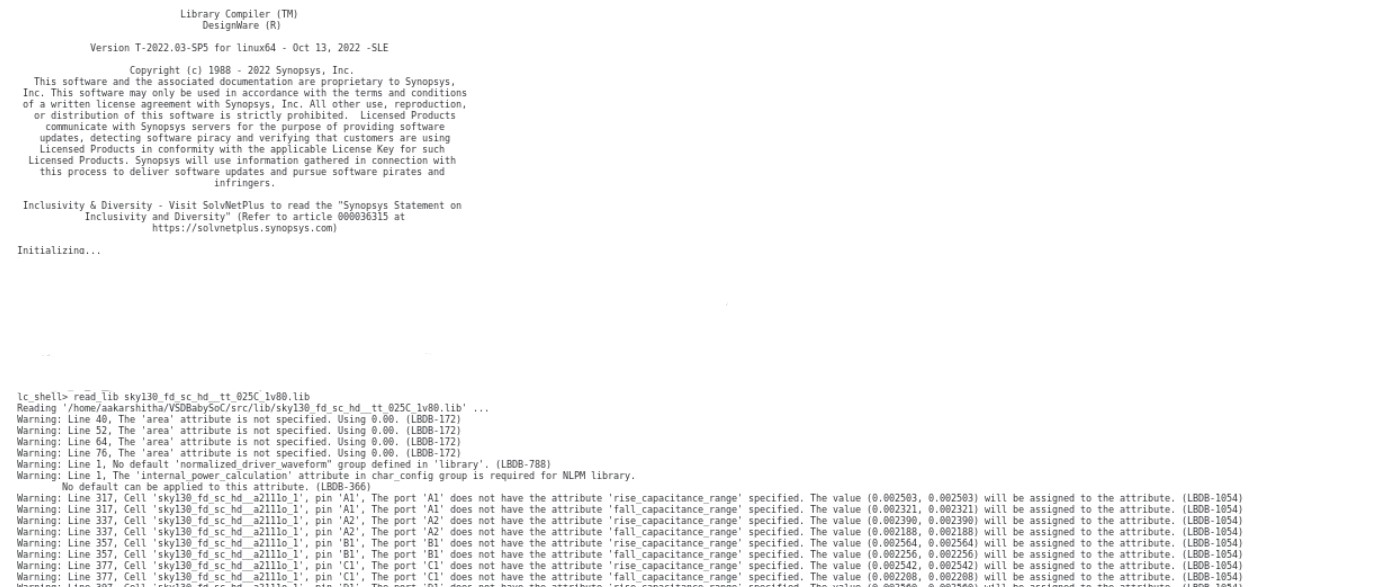 Library Compiler (TM)
DesignWare (R)
Version T-2022.03-SP5 for linux64 - Oct 13, 2022 -SLE
Copyright (c) 1988 - 2022 Synopsys, Inc.
This software and the associated documentation are proprietary to Synopsys,
Inc. This software may only be used in accordance with the terms and conditions
of a written license agreement with Synopsys, Inc. All other use, reproduction,
or distribution of this software is strictly prohibited.  Licensed Products
communicate with Synopsys servers for the purpose of providing software
updates, detecting software piracy and verifying that customers are using
Licensed Products in conformity with the applicable License Key for such
Licensed Products. Synopsys will use information gathered in connection with
this process to deliver software updates and pursue software pirates and
infringers.
Inclusivity & Diversity - Visit SolvNetPlus to read the "Synopsys Statement on
Inclusivity and Diversity" (Refer to article 000036315 at
https://solvnetplus.synopsys.com)
Initializing...
lc_shell> read_lib sky130_fd_sc_hd__tt_025C_1v80.lib
Reading '/home/aakarshitha/VSDBabySoC/src/lib/sky130_fd_sc_hd__tt_025C_1v80.lib' ...
Warning: Line 40, The 'area' attribute is not specified. Using 0.00. (LBDB-172)
Warning: Line 52, The 'area' attribute is not specified. Using 0.00. (LBDB-172)
Warning: Line 64, The 'area' attribute is not specified. Using 0.00. (LBDB-172)
Warning: Line 76, The 'area' attribute is not specified. Using 0.00. (LBDB-172)
Warning: Line 1, No default 'normalized_driver_waveform" group defined in 'library'. (LBDB-788)
Warning: Line 1, The 'internal_power_calculation' attribute in char_config group is required for NLPM library.
No default can be applied to this attribute. (LBDB-366)
Warning: Line 317, Cell 'sky130_fd_sc_hd__a2111o_1', pin 'A1', The port 'A1' does not have the attribute 'rise_capacitance_range' specified. The value (0.002503, 0.002503) will be assigned to the attribute. (LBDB-1054)
Warning: Line 317, Cell 'sky130_fd_sc_hd__a2111o_1', pin 'A1', The port 'A1' does not have the attribute 'fall_capacitance_range' specified. The value (0.002321, 0.002321) will be assigned to the attribute. (LBDB-1054)
Warning: Line 337, Cell 'sky130_fd_sc_hd__a2111o_1', pin 'A2', The port 'A2' does not have the attribute 'rise_capacitance_range' specified. The value (0.002390, 0.002390) will be assigned to the attribute. (LBDB-1054)
Warning: Line 337, Cell 'sky130_fd_sc_hd__a2111o_1', pin 'A2', The port 'A2' does not have the attribute 'fall_capacitance_range' specified. The value (0.002188, 0.002188) will be assigned to the attribute. (LBDB-1054)
Warning: Line 357, Cell 'sky130_fd_sc_hd__a2111o_1', pin 'B1', The port 'B1' does not have the attribute 'rise_capacitance_range' specified. The value (0.002564, 0.002564) will be assigned to the attribute. (LBDB-1054)
Warning: Line 357, Cell 'sky130_fd_sc_hd__a2111o_1', pin 'B1', The port 'B1' does not have the attribute 'fall_capacitance_range' specified. The value (0.002256, 0.002256) will be assigned to the attribute. (LBDB-1054)
Warning: Line 377, Cell 'sky130_fd_sc_hd__a2111o_1', pin 'C1', The port 'C1' does not have the attribute 'rise_capacitance_range' specified. The value (0.002542, 0.002542) will be assigned to the attribute. (LBDB-1054)
Warning: Line 377, Cell 'sky130_fd_sc_hd__a2111o_1', pin 'C1', The port 'C1' does not have the attribute 'fall_capacitance_range' specified. The value (0.002208, 0.002208) will be assigned to the attribute. (LBDB-1054)